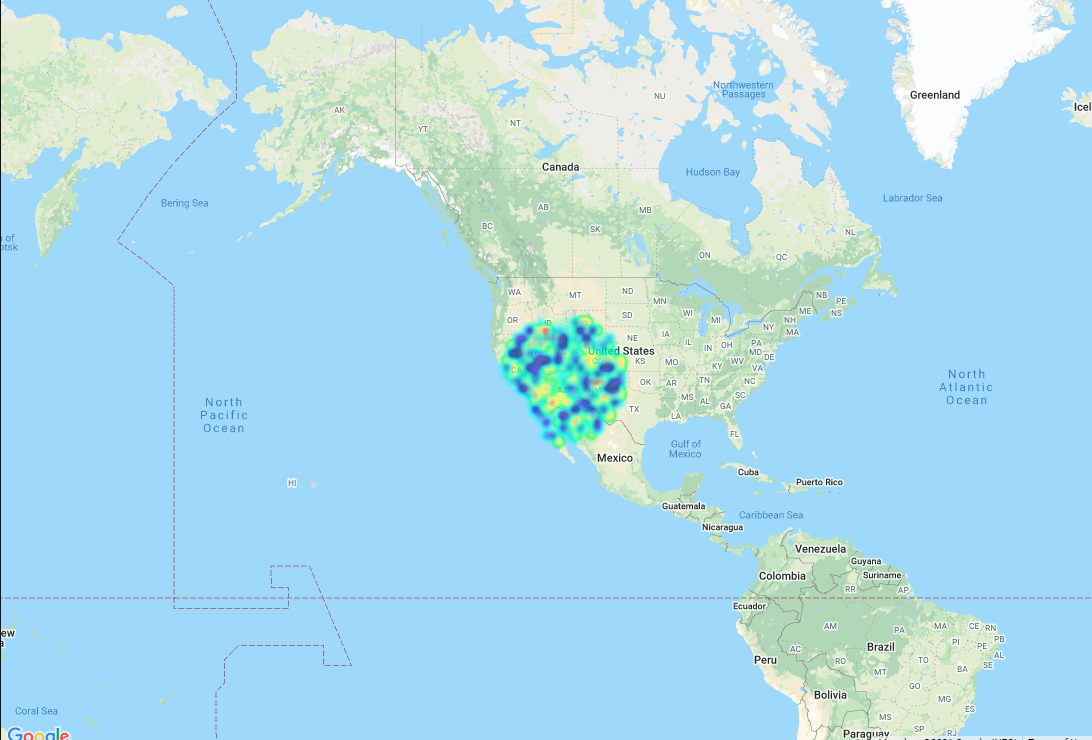 Greenland
Icel
Northwestern
Passages
NU
AK
NT
YT
Canada
Hudson Bay
Labrador Sea
Bering Sea
AB
MB
SK
BC
ON
QC
NL
of
otsk
WA
MT
ND
MN
NB
PE
NS
OR
ID
SD
WI
MI
NH
ME
NY
MA
IA
NE
United States
IL
IN
OH
PA
MD
DE
KS
MO
WV
KY
VA
OK
AR
TN
NC
SC
MS
AL
GA
TX
LA
FL
North
Pacific
Ocean
North
Atlantic
Ocean
Gulf of
Mexico
Mexico
Cuba
Puerto Rico
HI
Guatemala
Caribbean Sea
Nicaragua
Venezuela
Guyana
Suriname
Colombia
RR
AP
Ecuador
AM
PA
MA
CE
RN
PB
PI
PE
AL
SE
ew
a
Peru
AC
RO
TO
BA
Brazil
MT
GO
Bolivia
MG
ES
MS
SP
RJ
Coral Sea
Paraguay
Google